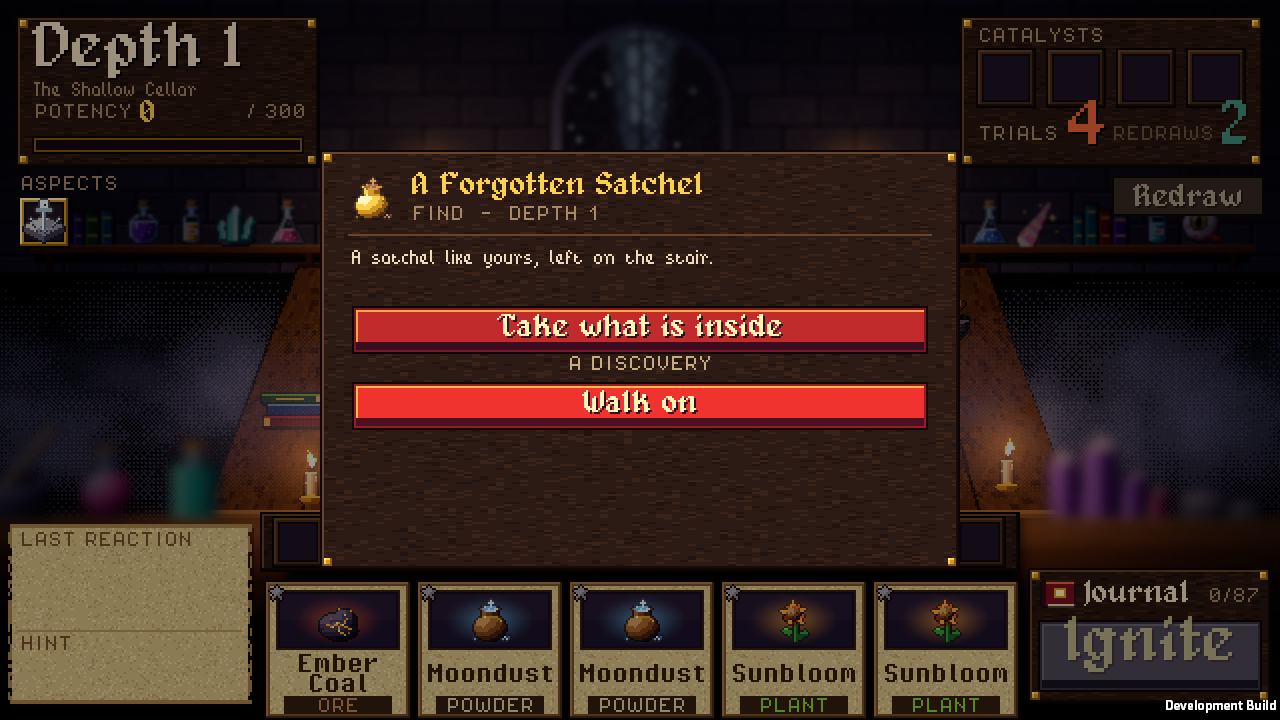 Depth 1
The Shallow Cellar
POTENCY 0 / 300
ASPECTS
CATALYSTS
TRIALS 4 REDRAWS 2
Redraw
A Forgotten Satchel
FIND - DEPTH 1
A satchel like yours, left on the stair.
Take what is inside
A DISCOVERY
Walk on
LAST REACTION
HINT
Ember
Coal
ORE
Moondust
POWDER
Moondust
POWDER
Sunbloom
PLANT
Sunbloom
PLANT
Journal 0/87
Ignite
Development Build